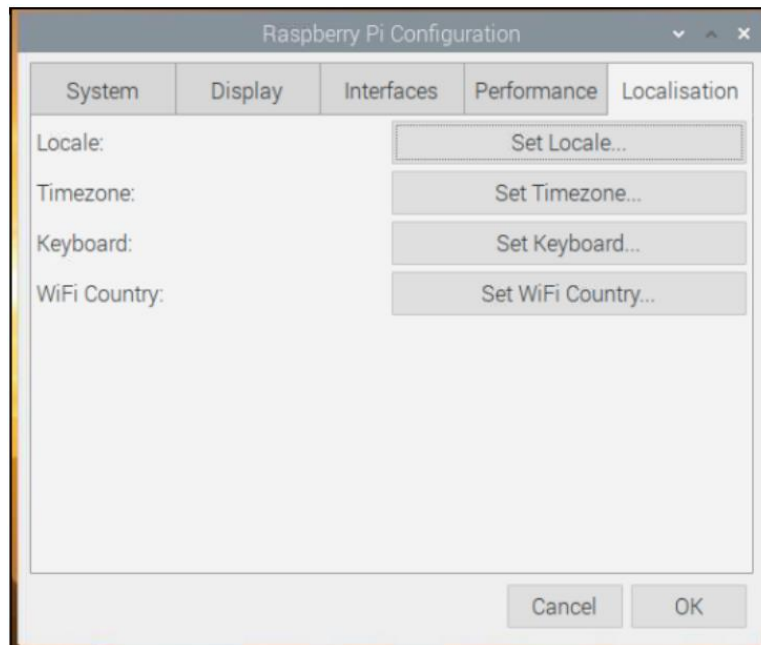 Raspberry Pi Configuration
System Display Interfaces Performance Localisation
Locale: Set Locale...
Timezone: Set Timezone...
Keyboard: Set Keyboard...
WiFi Country: Set WiFi Country...
Cancel OK